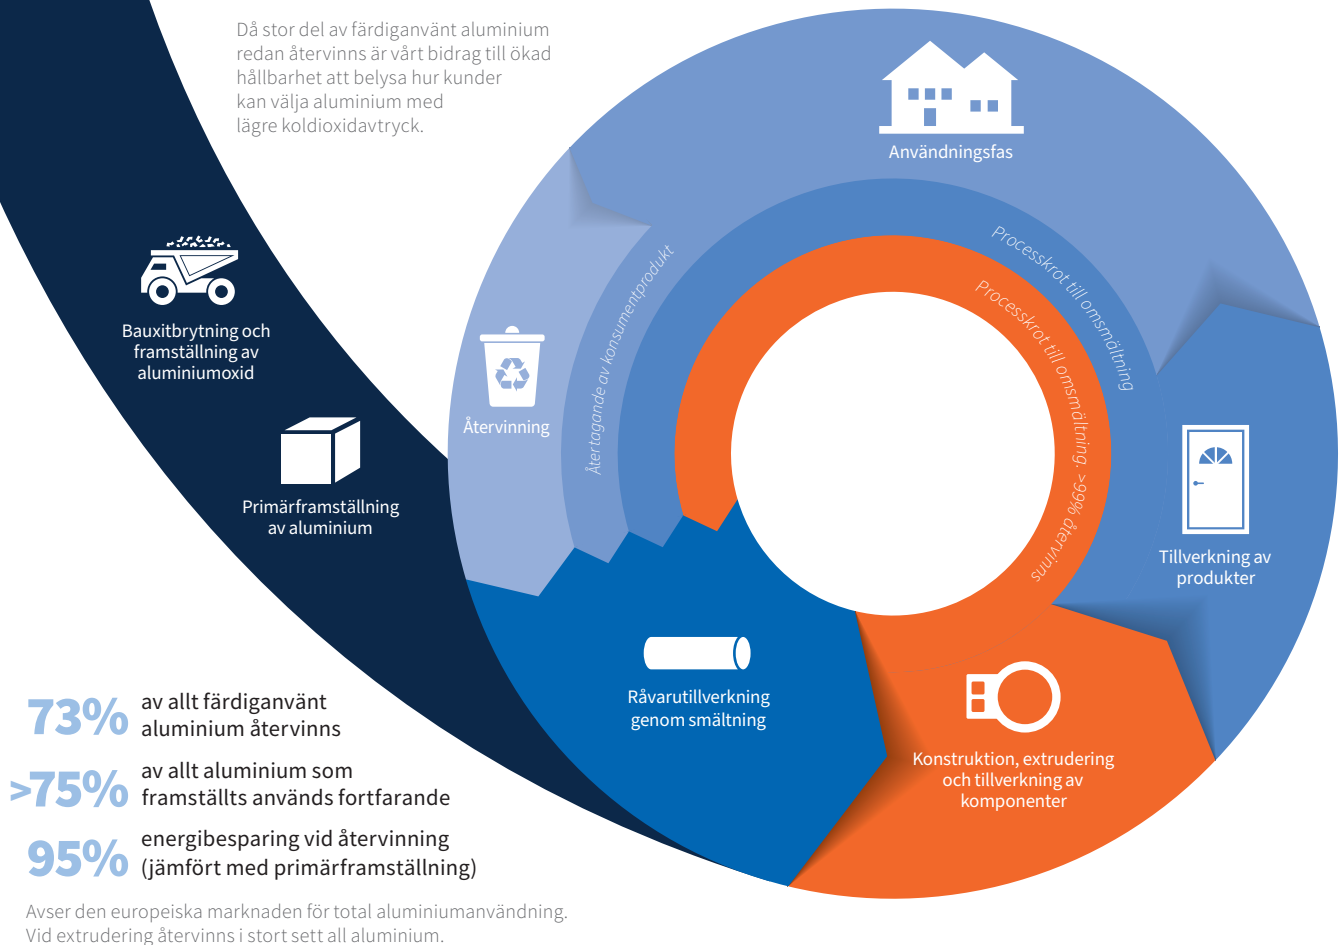 Då stor del av färdiganvänt aluminium
redan återvinns är vårt bidrag till ökad
hållbarhet att belysa hur kunder
kan välja aluminium med
lägre koldioxidavtryck.
Användningsfas
Processkrot till omsmältning
Processkrot till omsmältning. >99% återvinns
Återtagande av konsumentprodukt
Bauxitbrytning och
framställning av
aluminiumoxid
Återvinning
Primärframställning
av aluminium
Tillverkning av
produkter
Råvarutillverkning
genom smältning
Konstruktion, extrudering
och tillverkning av
komponenter
73% av allt färdiganvänt
aluminium återvinns
>75% av allt aluminium som
framställts används fortfarande
95% energibesparing vid återvinning
(jämfört med primärframställning)
Avser den europeiska marknaden för total aluminiumanvändning.
Vid extrudering återvinns i stort sett all aluminium.